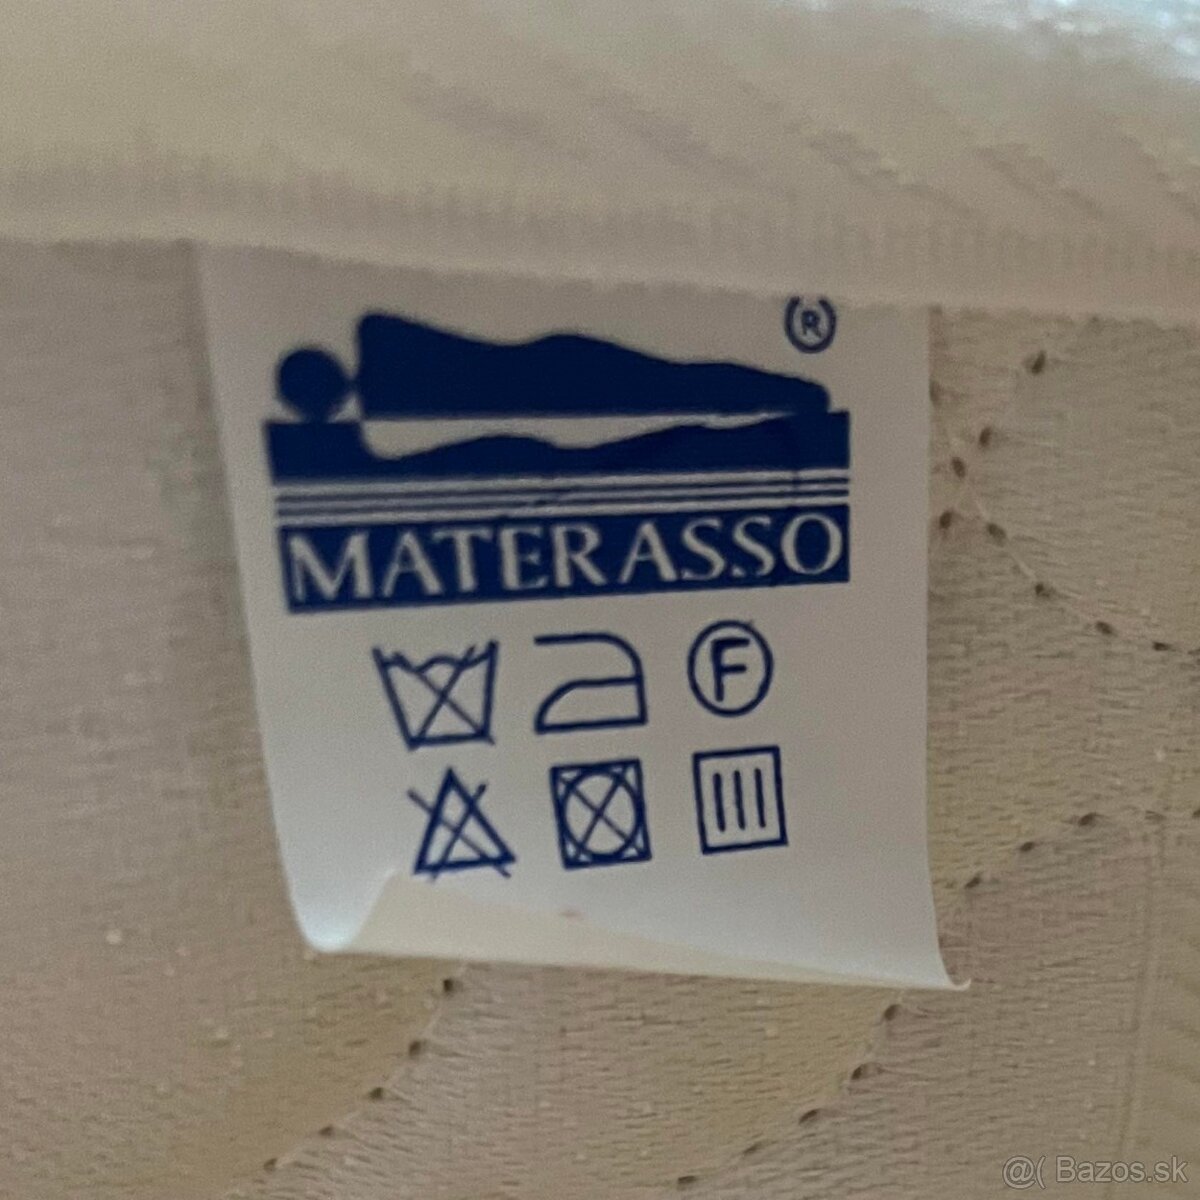 ®
MATERASSO
F
@( Bazos.sk